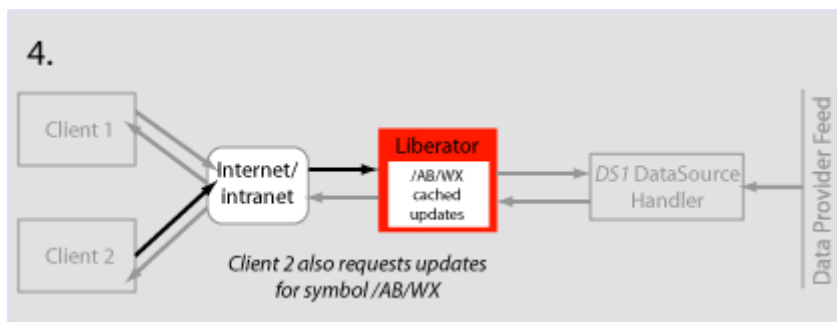 4.
Client 1
Client 2
Internet/
intranet
Liberator
/AB/WX
cached
updates
DS1 DataSource
Handler
Data Provider Feed
Client 2 also requests updates
for symbol /AB/WX